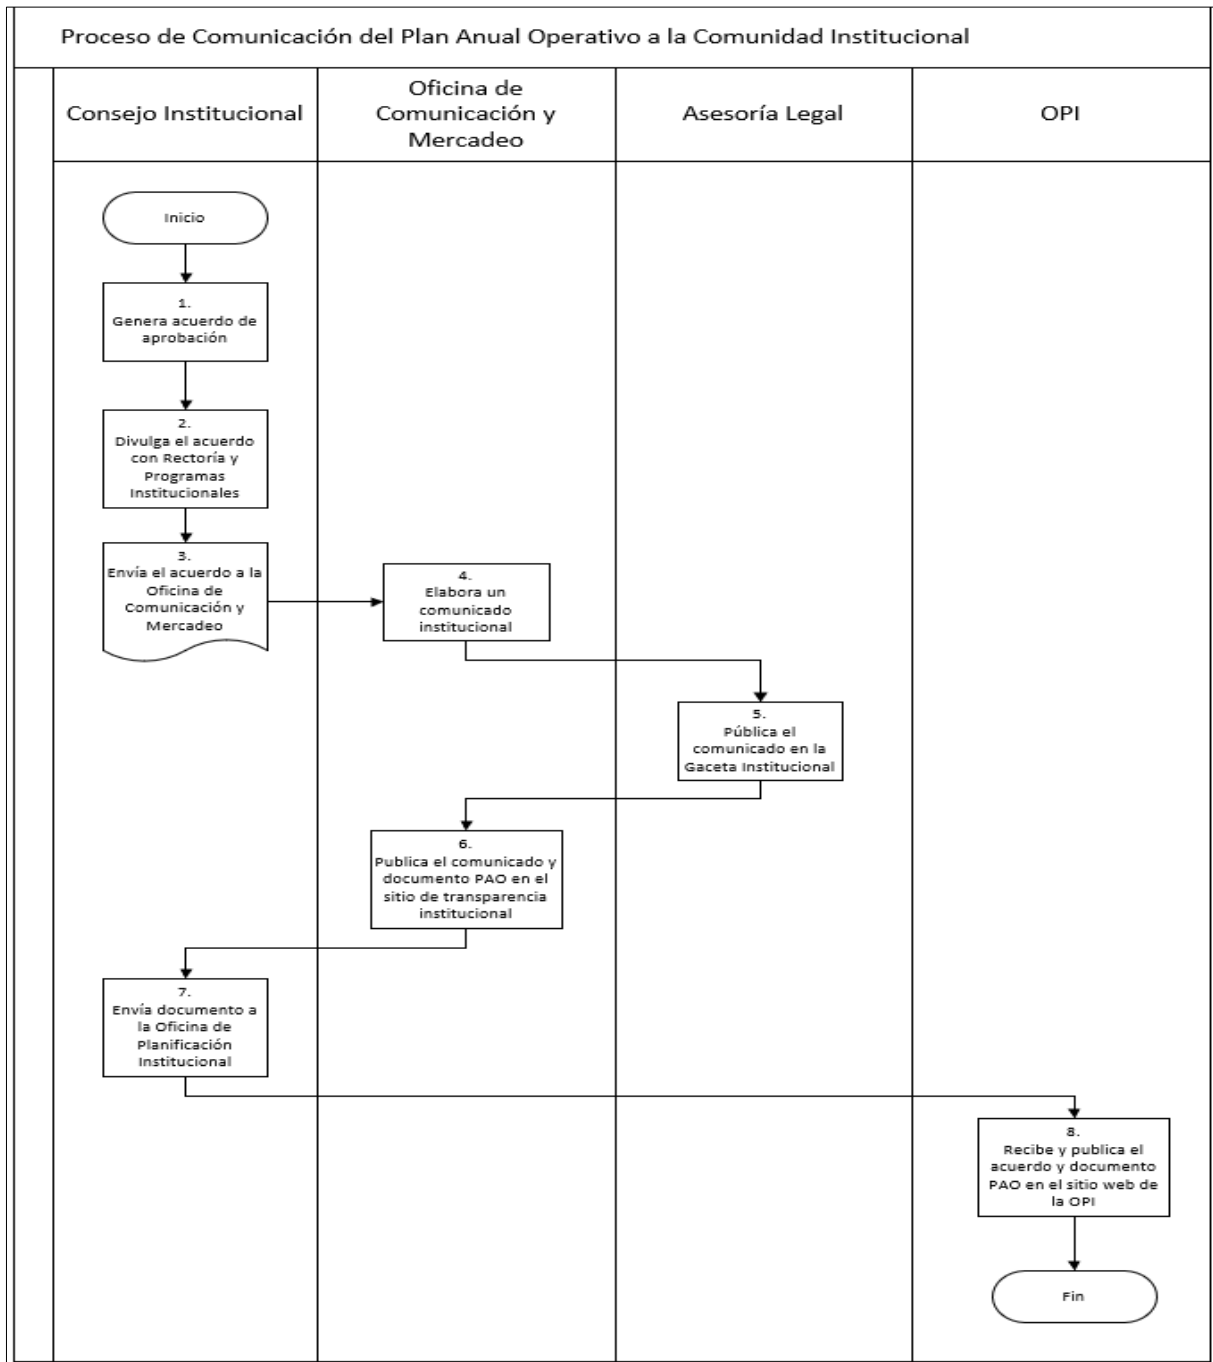 Proceso de Comunicación del Plan Anual Operativo a la Comunidad Institucional
Consejo Institucional
Oficina de
Comunicación y
Mercadeo
Asesoría Legal
OPI
Inicio
1.
Genera acuerdo de
aprobación
2.
Divulga el acuerdo
con Rectoría y
Programas
Institucionales
3.
Envía el acuerdo a la
Oficina de
Comunicación y
Mercadeo
4.
Elabora un
comunicado
institucional
5.
Pública el
comunicado en la
Gaceta Institucional
6.
Publica el comunicado y
documento PAO en el
sitio de transparencia
institucional
7.
Envía documento a
la Oficina de
Planificación
Institucional
8.
Recibe y publica el
acuerdo y documento
PAO en el sitio web de
la OPI
Fin